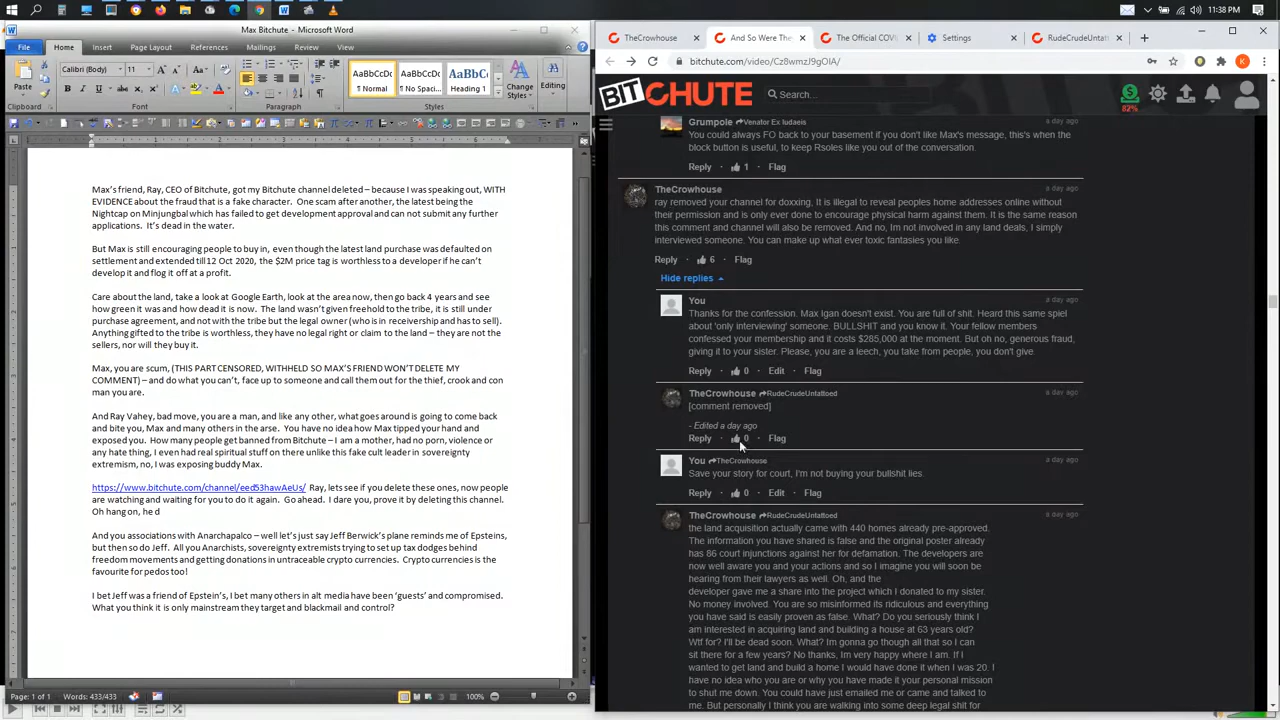 Max Bitchute - Microsoft Word
File Home Insert Page Layout References Mailings Review View
Calibri (Body)
Paste
AaBbCcDc AaBbCcDc AaBbCc
¶ Normal ¶ No Spaci... Heading 1
Change Styles
Editing
Clipboard Font Paragraph Styles
Max's friend, Ray, CEO of Bitchute, got my Bitchute channel deleted – because I was speaking out, WITH
EVIDENCE about the fraud that is a fake character. One scam after another, the latest being the
Nightcap on Minjungbal which has failed to get development approval and can not submit any further
applications. It's dead in the water.
But Max is still encouraging people to buy in, even though the latest land purchase was defaulted on
settlement and extended till 12 Oct 2020, the $2M price tag is worthless to a developer if he can't
develop it and flog it off at a profit.
Care about the land, take a look at Google Earth, look at the area now, then go back 4 years and see
how green it was and how dead it is now. The land wasn't given freehold to the tribe, it is still under
purchase agreement, and not with the tribe but the legal owner (who is in receivership and has to sell).
Anything gifted to the tribe is worthless, they have no legal right or claim to the land – they are not the
sellers, nor will they buy it.
Max, you are scum, (THIS PART CENSORED, WITHHELD SO MAX'S FRIEND WON'T DELETE MY
COMMENT) – and do what you can't, face up to someone and call them out for the thief, crook and con
man you are.
And Ray Vahey, bad move, you are a man, and like any other, what goes around is going to come back
and bite you, Max and many others in the arse. You have no idea how Max tipped your hand and
exposed you. How many people get banned from Bitchute – I am a mother, had no porn, violence or
any hate thing, I even had real spiritual stuff on there unlike this fake cult leader in sovereignty
extremism, no, I was exposing buddy Max.
https://www.bitchute.com/channel/eed53hawAeUs/ Ray, lets see if you delete these ones, now people
are watching and waiting for you to do it again. Go ahead. I dare you, prove it by deleting this channel.
Oh hang on, he d
And you associations with Anarchapalco – well let's just say Jeff Berwick's plane reminds me of Epsteins,
but then so do Jeff. All you Anarchists, sovereignty extremists trying to set up tax dodges behind
freedom movements and getting donations in untraceable crypto currencies. Crypto currencies is the
favourite for pedos too!
I bet Jeff was a friend of Epstein's, I bet many others in alt media have been 'guests' and compromised.
What you think it is only mainstream they target and blackmail and control?
Page: 1 of 1 Words: 433/433 100%
11:38 PM
TheCrowhouse And So Were The The Official COVI Settings RudeCrudeUntatt
bitchute.com/video/Cz8wmzJ9gOIA/
BITCHUTE
Search...
82%
Grumpole Venator Ex Iudaeis a day ago
You could always FO back to your basement if you don't like Max's message, this's when the
block button is useful, to keep Rsoles like you out of the conversation.
Reply · 1 · Flag
TheCrowhouse a day ago
ray removed your channel for doxxing, It is illegal to reveal peoples home addresses online without
their permission and is only ever done to encourage physical harm against them. It is the same reason
this comment and channel will also be removed. And no, Im not involved in any land deals, I simply
interviewed someone. You can make up what ever toxic fantasies you like.
Reply · 6 · Flag
Hide replies
You a day ago
Thanks for the confession. Max igan doesn't exist. You are full of shit. Heard this same spiel
about 'only interviewing' someone. BULLSHIT and you know it. Your fellow members
confessed your membership and it costs $285,000 at the moment. But oh no, generous fraud,
giving it to your sister. Please, you are a leech, you take from people, you don't give
Reply · 0 · Edit · Flag
TheCrowhouse RudeCrudeUntattoed a day ago
[comment removed]
- Edited a day ago
Reply · 0 · Flag
You TheCrowhouse a day ago
Save your story for court, I'm not buying your bullshit lies.
Reply · 0 · Edit · Flag
TheCrowhouse RudeCrudeUntattoed a day ago
the land acquisition actually came with 440 homes already pre-approved.
The information you have shared is false and the original poster already
has 86 court injunctions against her for defamation. The developers are
now well aware you and your actions and so I imagine you will soon be
hearing from their lawyers as well. Oh, and the
developer gave me a share into the project which I donated to my sister.
No money involved. You are so misinformed its ridiculous and everything
you have said is easily proven as false. What? Do you seriously think I
am interested in acquiring land and building a house at 63 years old?
Wtf for? I'll be dead soon. What? Im gonna go though all that so I can
sit there for a few years? No thanks, Im very happy where I am. If I
wanted to get land and build a home I would have done it when I was 20. I
have no idea who you are or why you have made it your personal mission
to shut me down. You could have just emailed me or came and talked to
me. But personally I think you are walking into some deep legal shit for